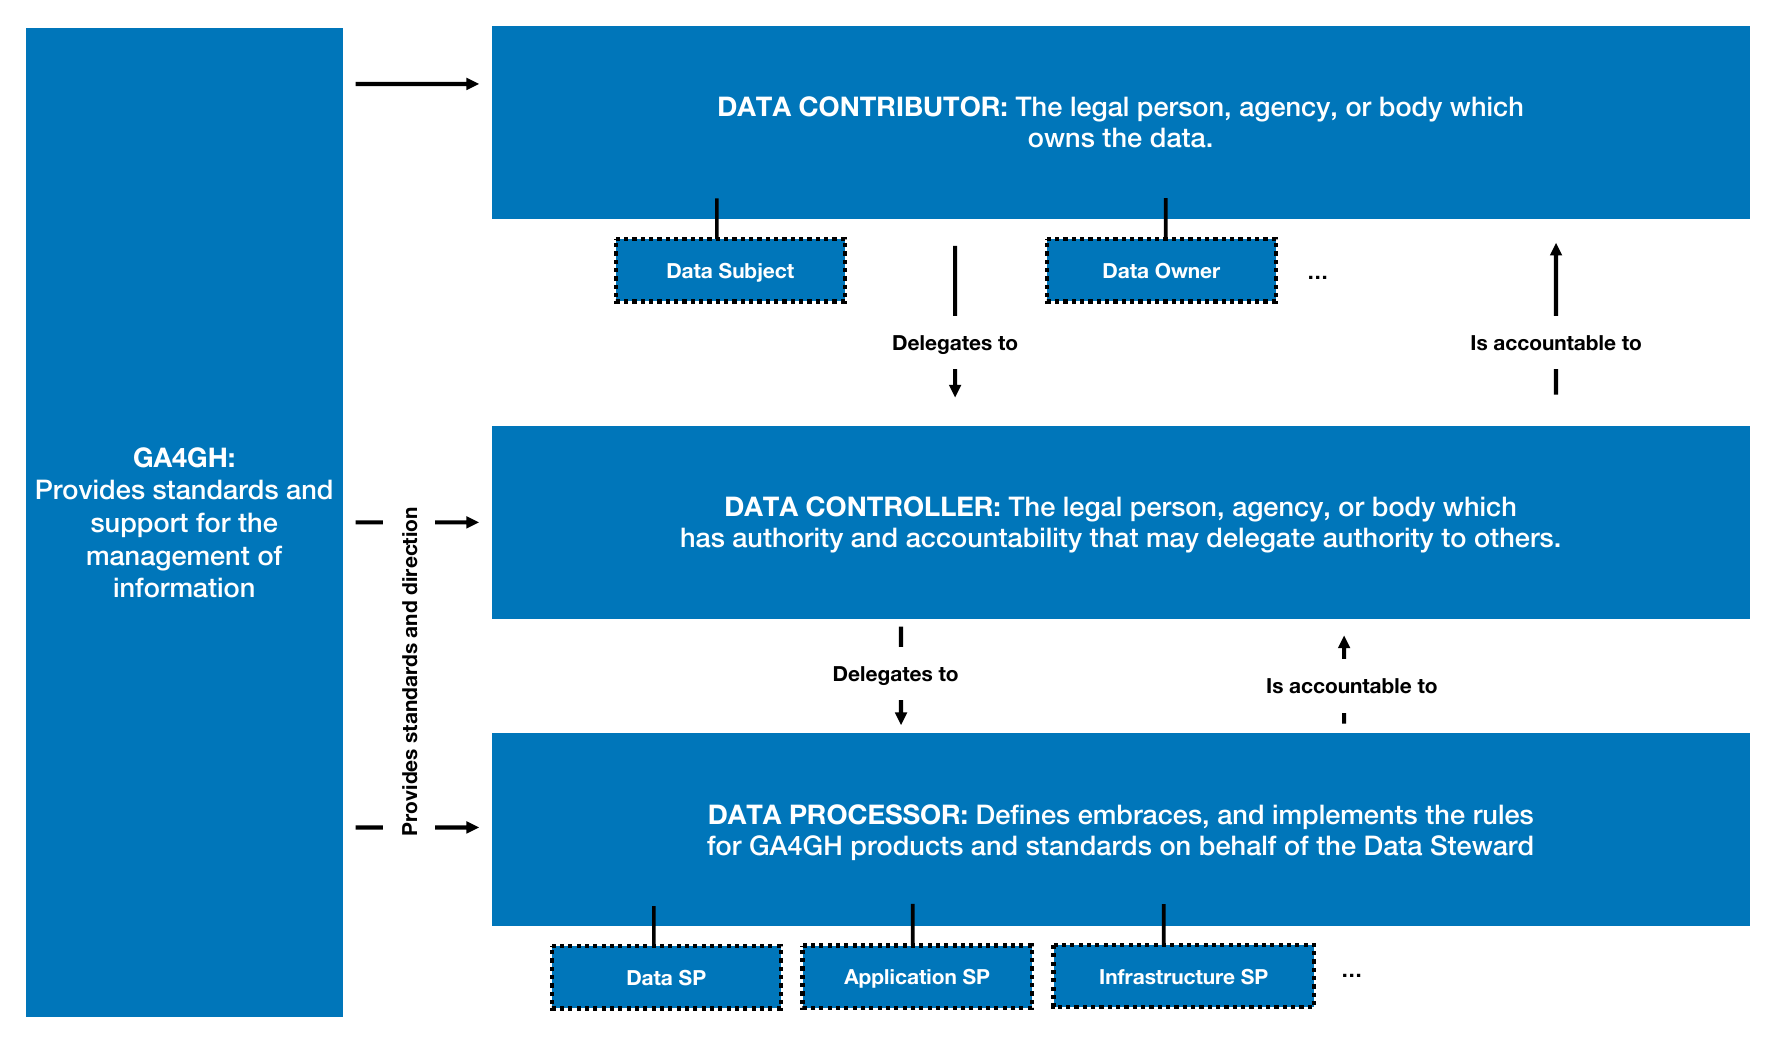 GA4GH:
Provides standards and
support for the
management of
information
Provides standards and direction
DATA CONTRIBUTOR: The legal person, agency, or body which
owns the data.
Data Subject
Data Owner
...
Delegates to
Is accountable to
DATA CONTROLLER: The legal person, agency, or body which
has authority and accountability that may delegate authority to others.
Delegates to
Is accountable to
DATA PROCESSOR: Defines embraces, and implements the rules
for GA4GH products and standards on behalf of the Data Steward
Data SP
Application SP
Infrastructure SP
...